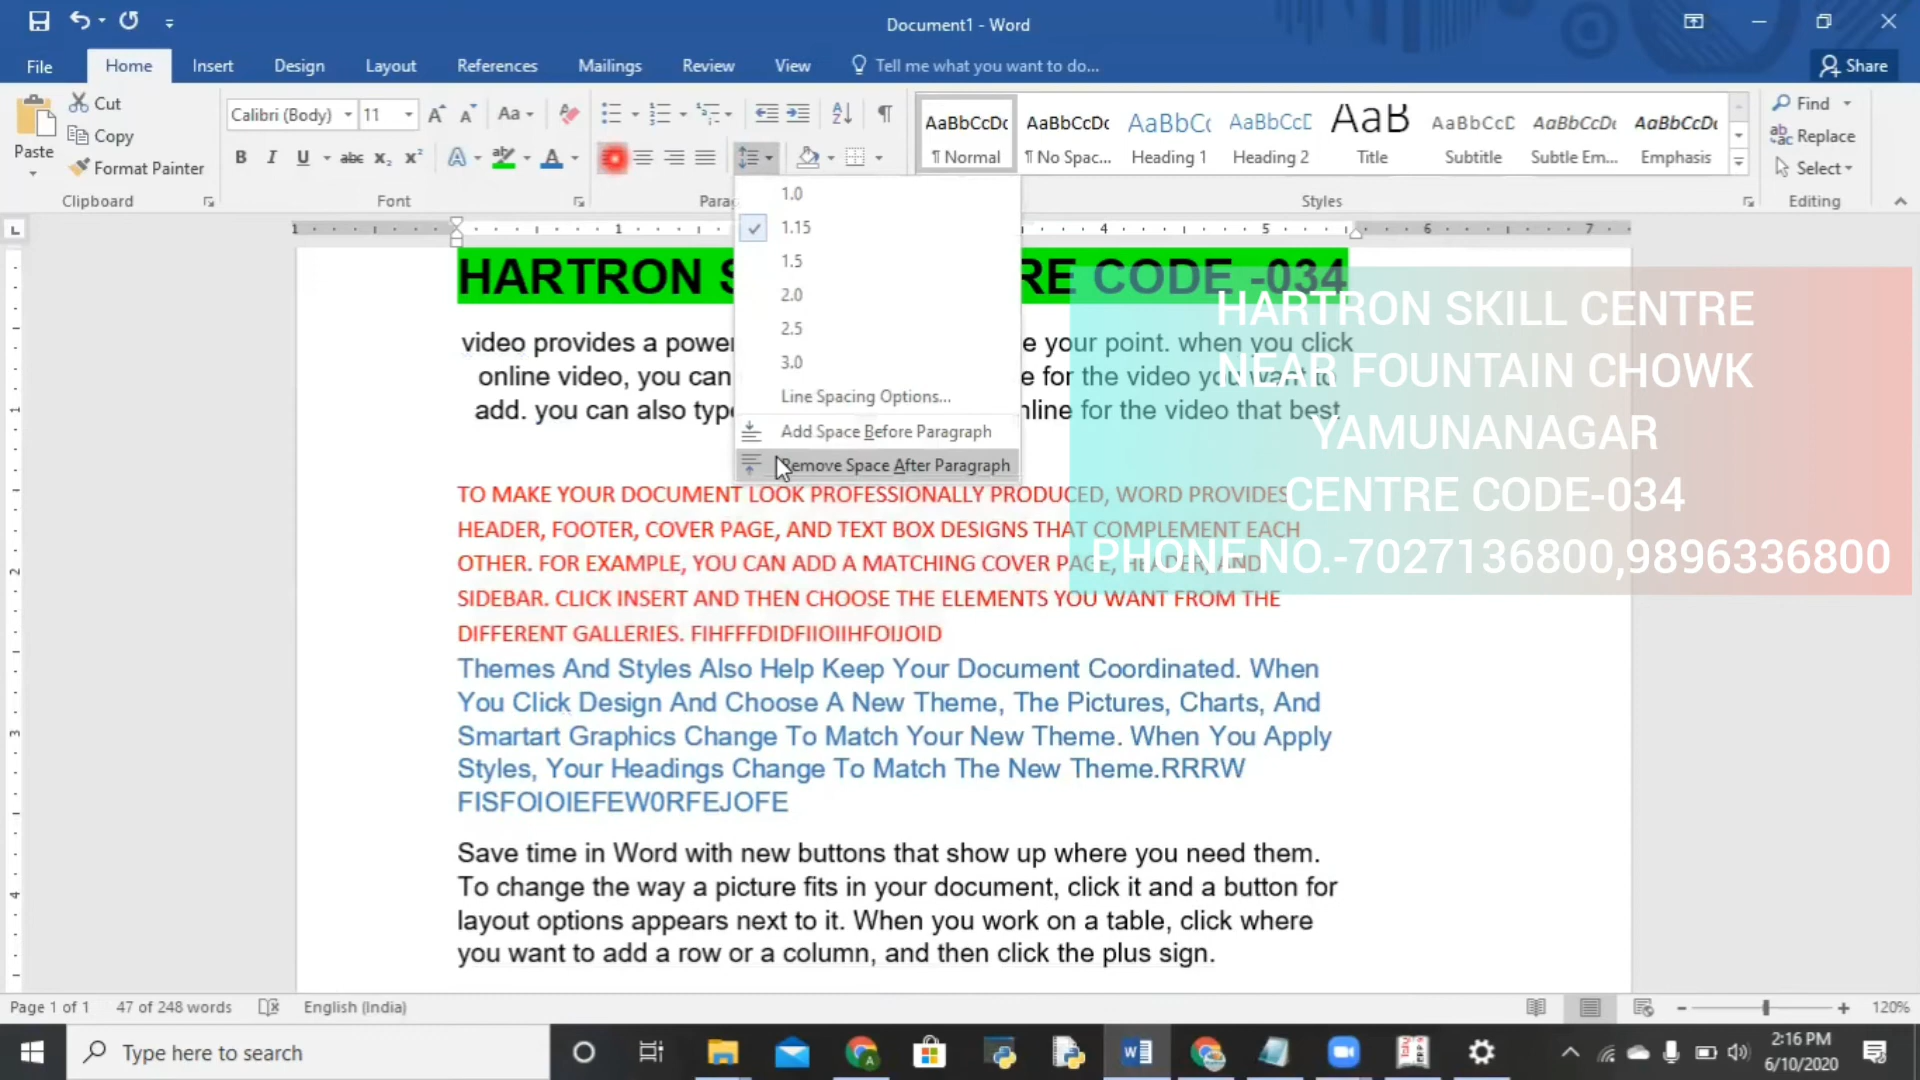 Document1 - Word
File
Home
Insert
Design
Layout
References
Mailings
Review
View
Tell me what you want to do...
Share
Paste
Cut
Copy
Format Painter
Clipboard
Calibri (Body)
11
Font
Parag
AaBbCcDc
¶ Normal
AaBbCcDc
¶ No Spac...
AaBbC
Heading 1
AaBbCcD
Heading 2
AaB
Title
AaBbCcD
Subtitle
AaBbCcDc
Subtle Em...
AaBbCcDc
Emphasis
Styles
Find
Replace
Select
Editing
1.0
1.15
1.5
2.0
2.5
3.0
Line Spacing Options...
Add Space Before Paragraph
Remove Space After Paragraph
HARTRON S RE CODE -034
video provides a power e your point. when you click
online video, you can e for the video you want to
add. you can also type nline for the video that best
TO MAKE YOUR DOCUMENT LOOK PROFESSIONALLY PRODUCED, WORD PROVIDES
HEADER, FOOTER, COVER PAGE, AND TEXT BOX DESIGNS THAT COMPLEMENT EACH
OTHER. FOR EXAMPLE, YOU CAN ADD A MATCHING COVER PAGE, HEADER, AND
SIDEBAR. CLICK INSERT AND THEN CHOOSE THE ELEMENTS YOU WANT FROM THE
DIFFERENT GALLERIES. FIHFFFDIDFIIOIIHFOIJOID
Themes And Styles Also Help Keep Your Document Coordinated. When
You Click Design And Choose A New Theme, The Pictures, Charts, And
Smartart Graphics Change To Match Your New Theme. When You Apply
Styles, Your Headings Change To Match The New Theme.RRRW
FISFOIOIEFEW0RFEJOFE
Save time in Word with new buttons that show up where you need them.
To change the way a picture fits in your document, click it and a button for
layout options appears next to it. When you work on a table, click where
you want to add a row or a column, and then click the plus sign.
HARTRON SKILL CENTRE
NEAR FOUNTAIN CHOWK
YAMUNANAGAR
CENTRE CODE-034
PHONE NO.-7027136800,9896336800
Page 1 of 1
47 of 248 words
English (India)
120%
Type here to search
2:16 PM
6/10/2020